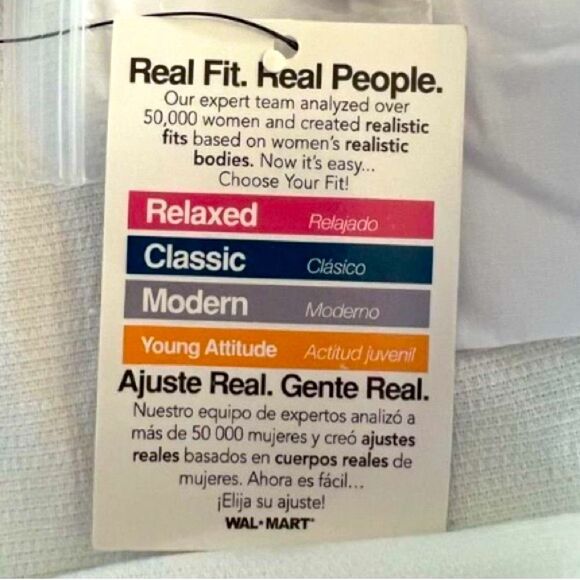 Real Fit. Real People.
Our expert team analyzed over
50,000 women and created realistic
fits based on women's realistic
bodies. Now it's easy...
Choose Your Fit!
Relaxed Relajado
Classic Clásico
Modern Moderno
Young Attitude Actitud juvenil
Ajuste Real. Gente Real.
Nuestro equipo de expertos analizó a
más de 50 000 mujeres y creó ajustes
reales basados en cuerpos reales de
mujeres. Ahora es fácil...
¡Elija su ajuste!
WAL★MART®